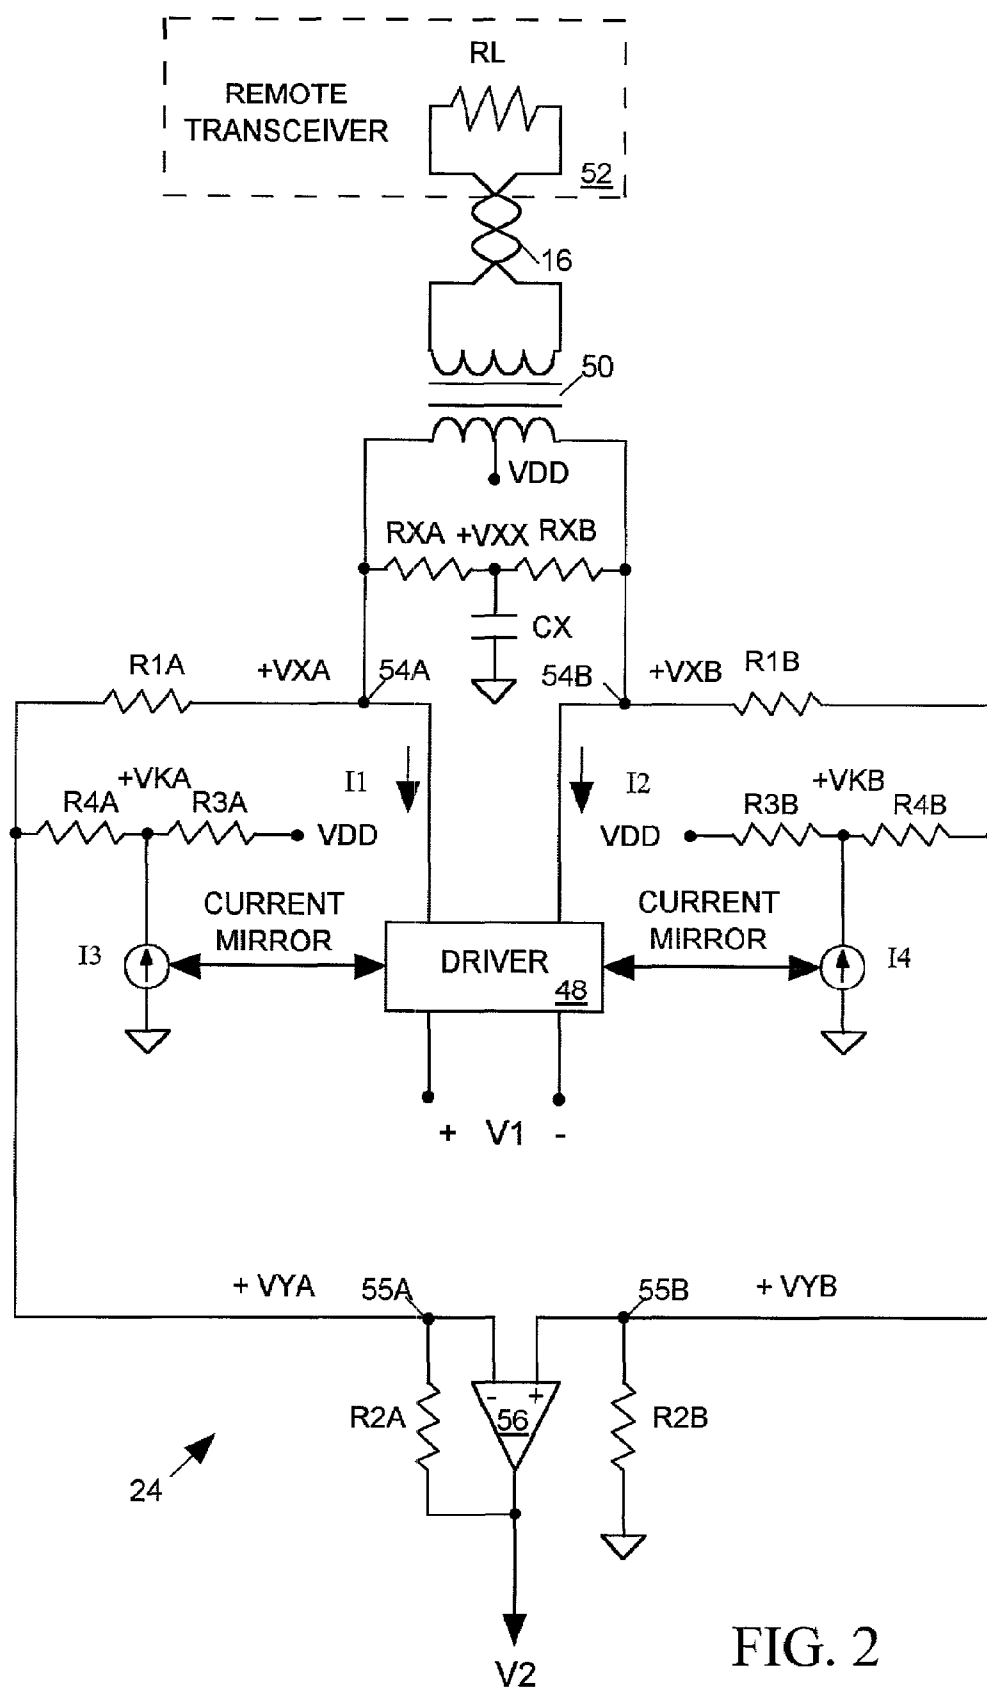 RL
REMOTE
TRANSCEIVER
52
16
50
VDD
RXA +VXX RXB
CX
R1A +VXA 54A 54B +VXB R1B
+VKA I1 I2 +VKB
R4A R3A VDD VDD R3B R4B
CURRENT
MIRROR
CURRENT
MIRROR
I3 DRIVER I4
48
+ V1 -
+ VYA 55A 55B + VYB
- +
56
R2A R2B
24
V2
FIG. 2